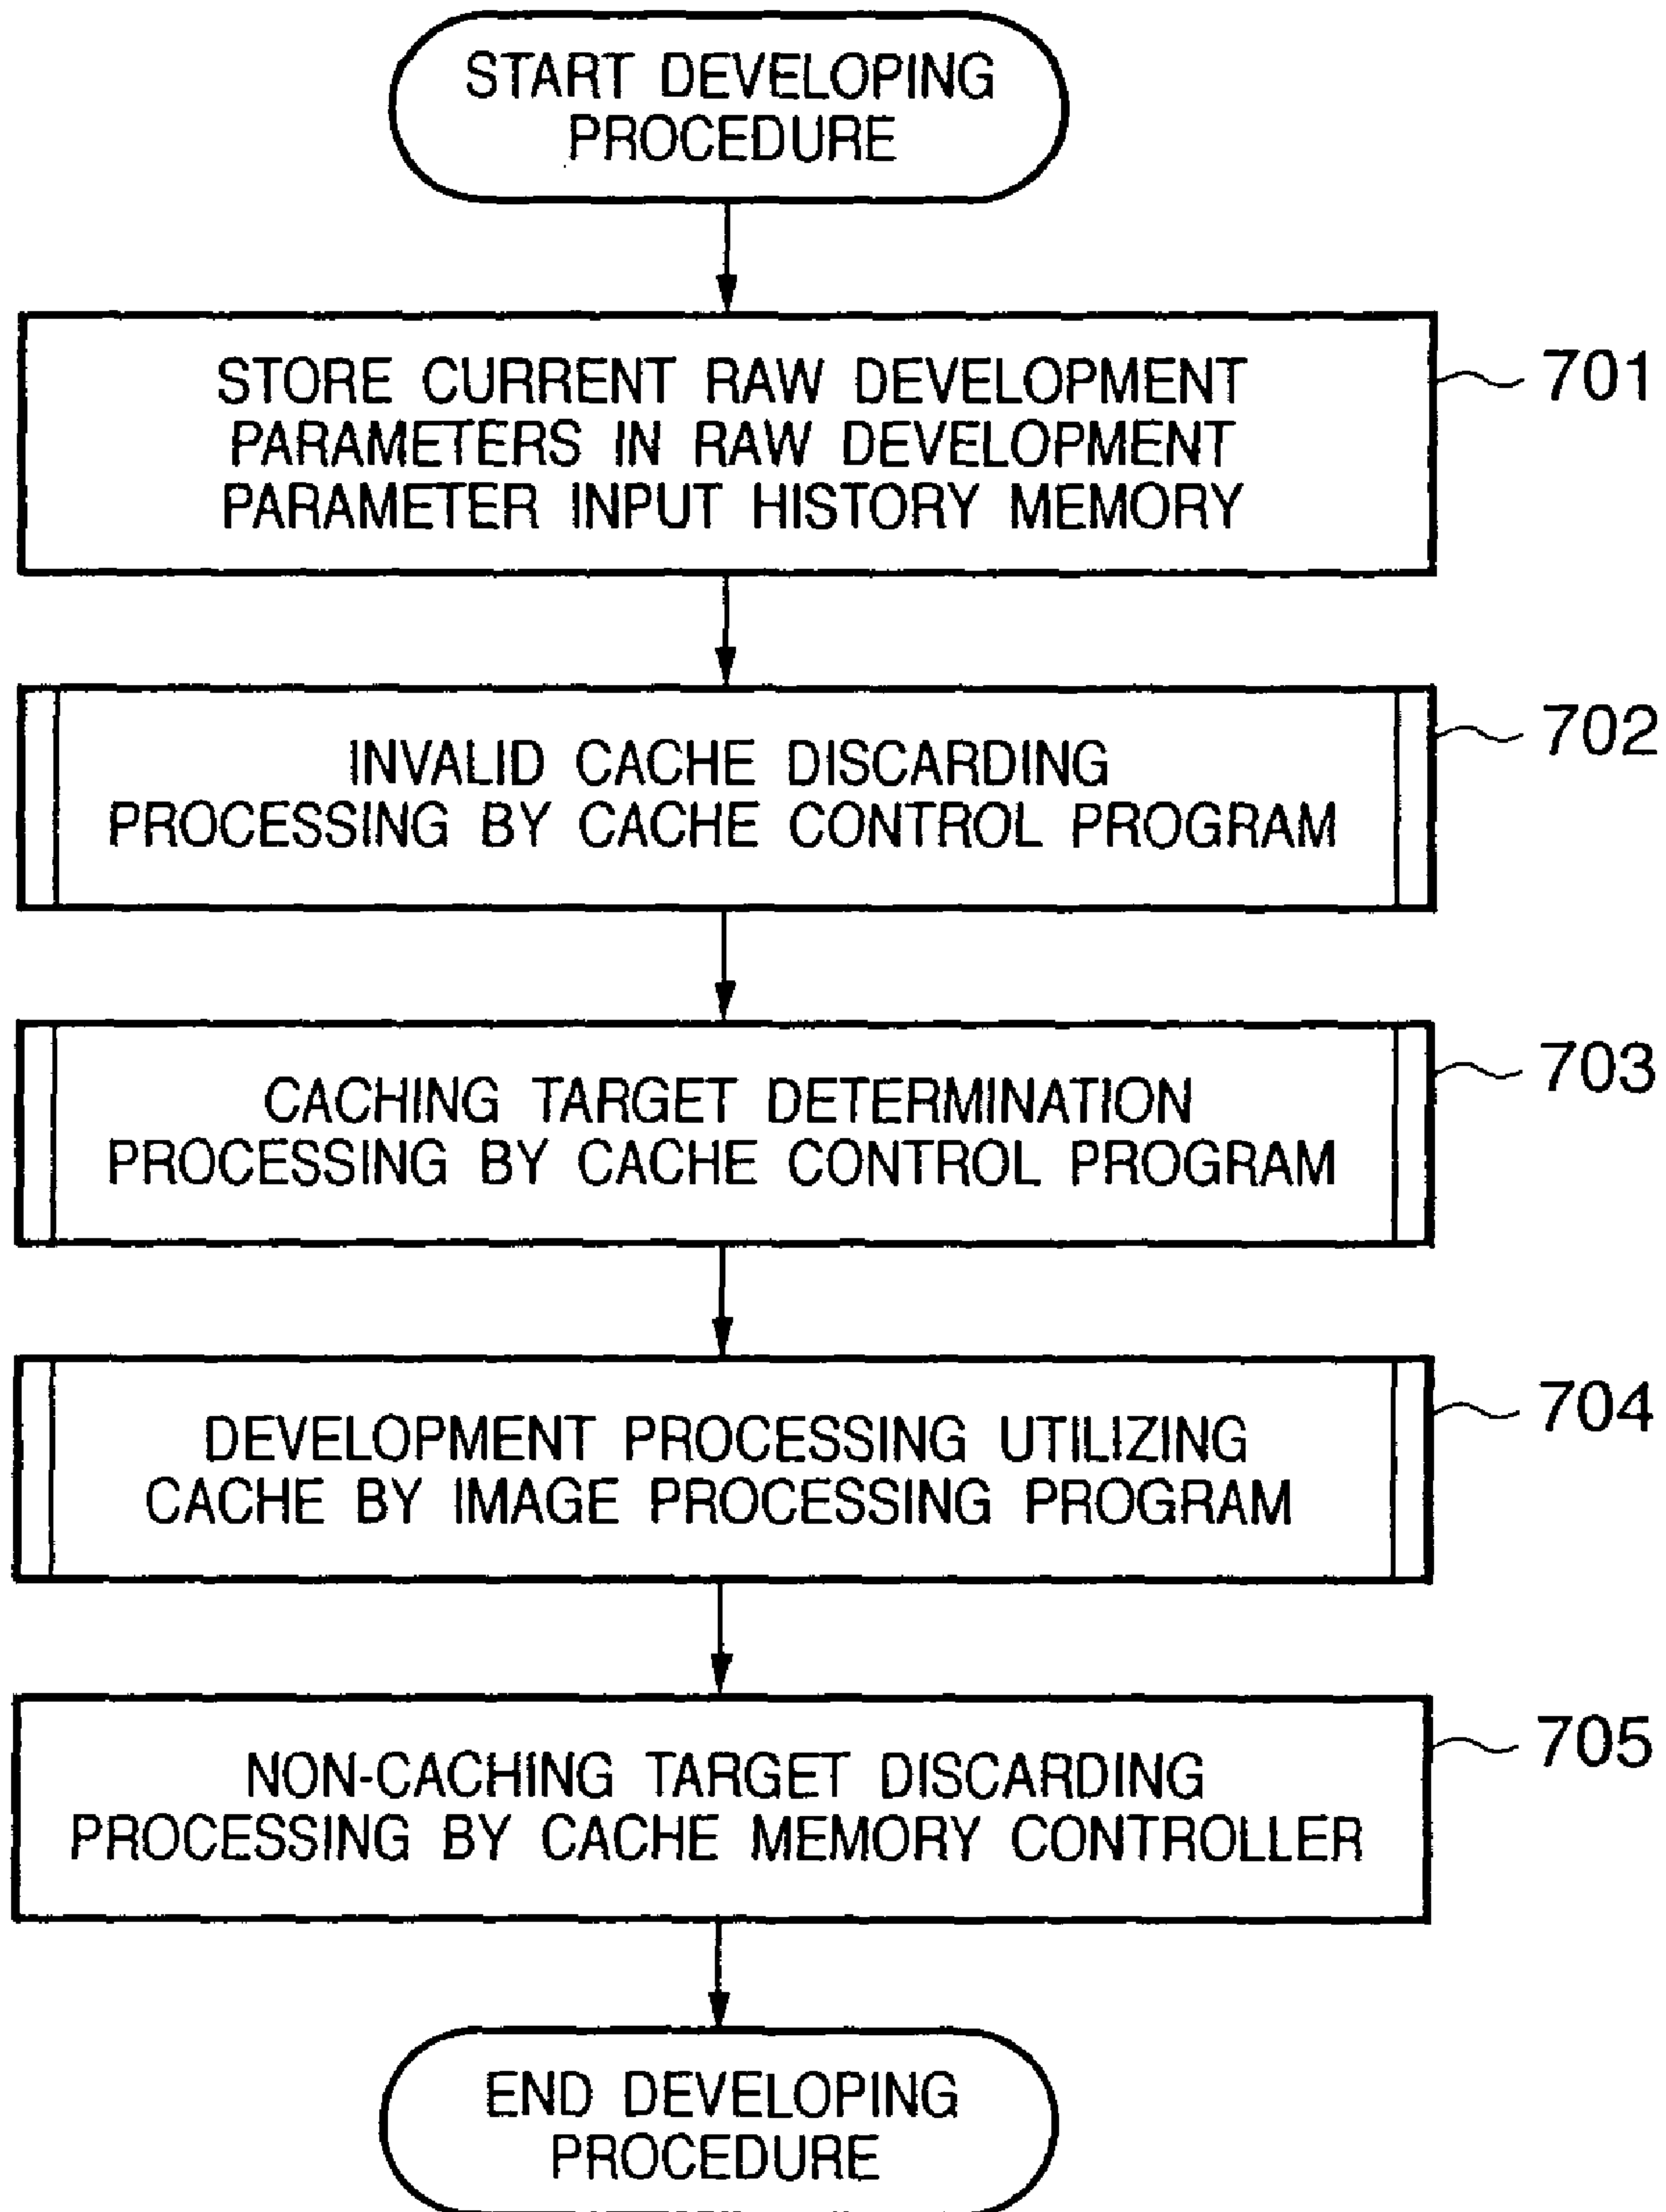 START DEVELOPING
PROCEDURE
STORE CURRENT RAW DEVELOPMENT
PARAMETERS IN RAW DEVELOPMENT
PARAMETER INPUT HISTORY MEMORY
701
INVALID CACHE DISCARDING
PROCESSING BY CACHE CONTROL PROGRAM
702
CACHING TARGET DETERMINATION
PROCESSING BY CACHE CONTROL PROGRAM
703
DEVELOPMENT PROCESSING UTILIZING
CACHE BY IMAGE PROCESSING PROGRAM
704
NON-CACHING TARGET DISCARDING
PROCESSING BY CACHE MEMORY CONTROLLER
705
END DEVELOPING
PROCEDURE